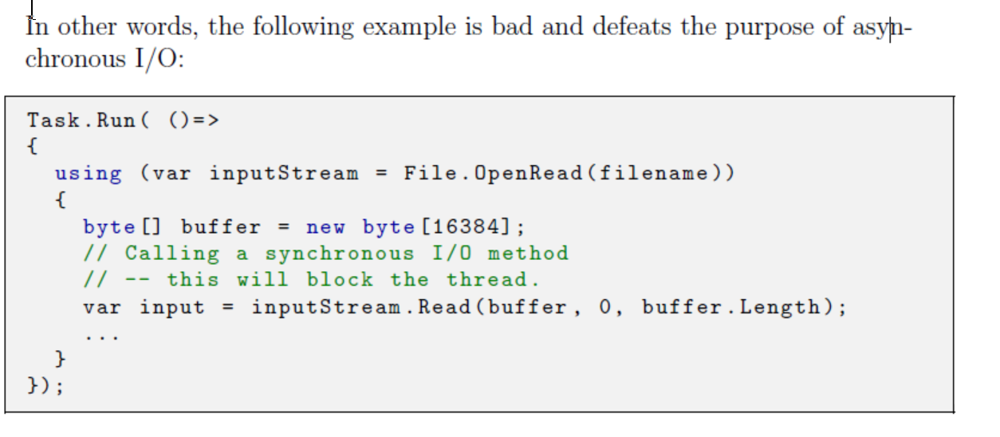 In other words, the following example is bad and defeats the purpose of asyn-
chronous I/O:
Task.Run( ()=>
{
  using (var inputStream = File.OpenRead(filename))
  {
    byte[] buffer = new byte[16384];
    // Calling a synchronous I/O method
    // -- this will block the thread.
    var input = inputStream.Read(buffer, 0, buffer.Length);
    ...
  }
});